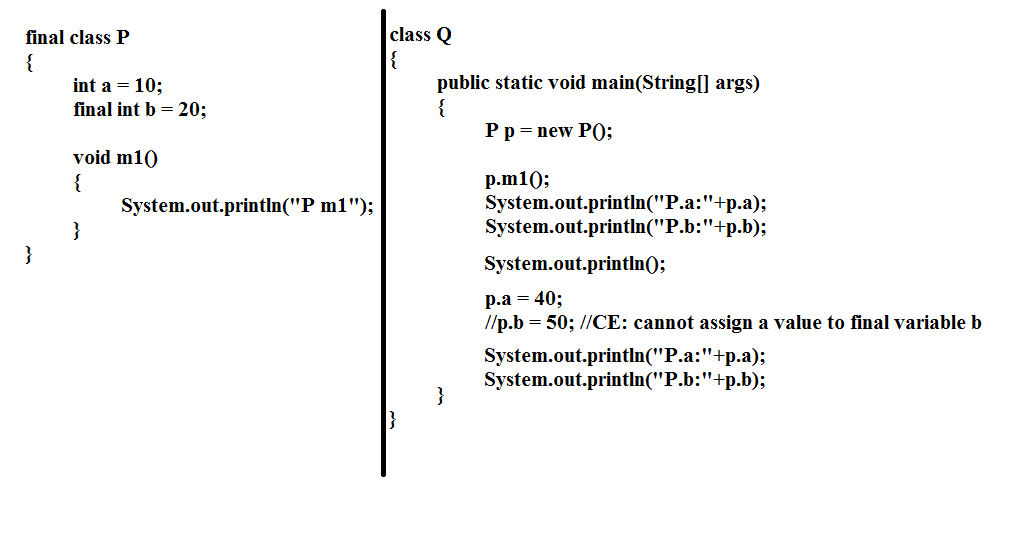 final class P
{
int a = 10;
final int b = 20;
void m1()
{
System.out.println("P m1");
}
}
class Q
{
public static void main(String[] args)
{
P p = new P();
p.m1();
System.out.println("P.a:"+p.a);
System.out.println("P.b:"+p.b);
System.out.println();
p.a = 40;
//p.b = 50; //CE: cannot assign a value to final variable b
System.out.println("P.a:"+p.a);
System.out.println("P.b:"+p.b);
}
}